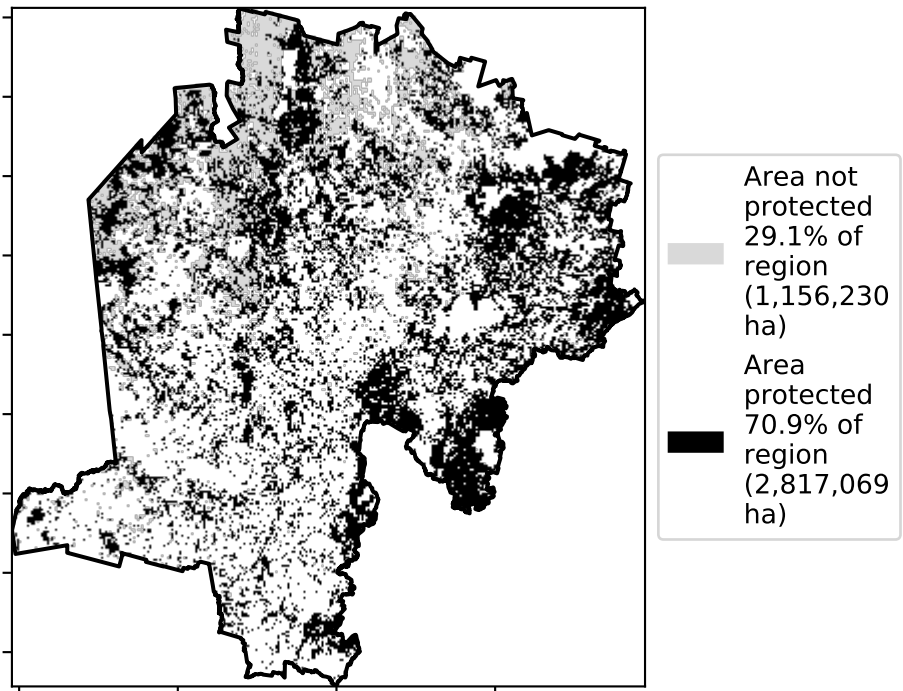 Area not
protected
29.1% of
region
(1,156,230
ha)
Area
protected
70.9% of
region
(2,817,069
ha)